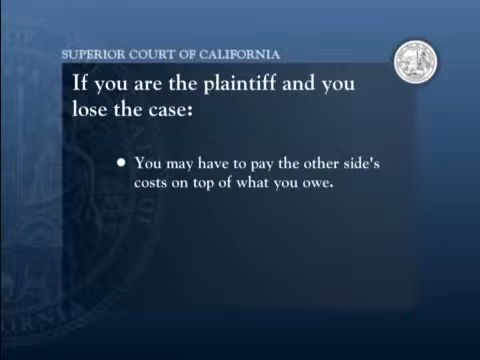 SUPERIOR COURT OF CALIFORNIA
If you are the plaintiff and you
lose the case:
• You may have to pay the other side's
costs on top of what you owe.